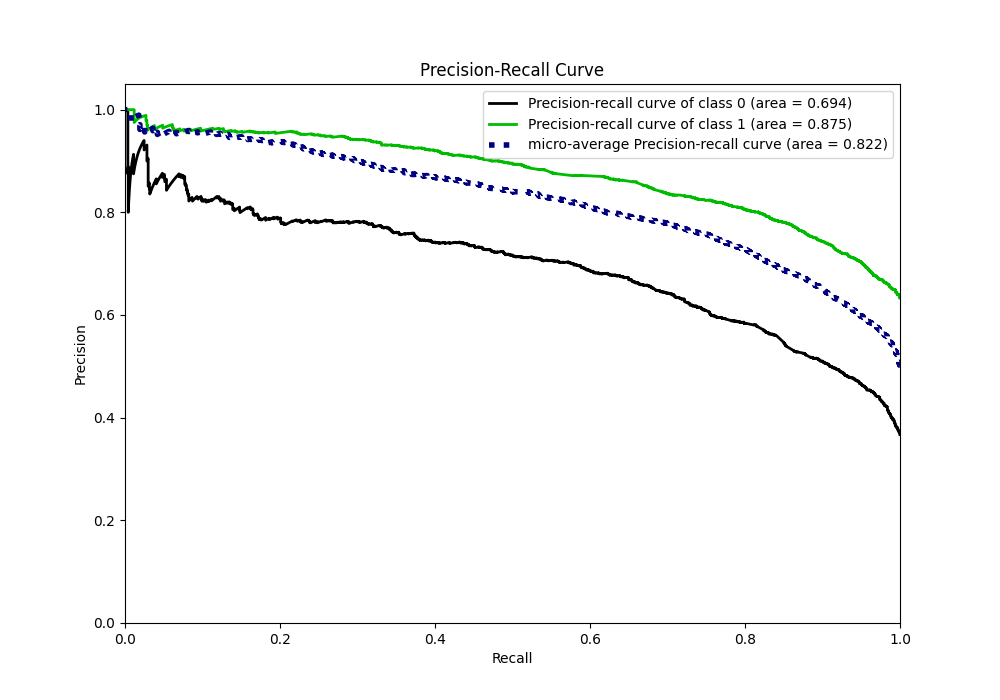 Precision-Recall Curve
Precision-recall curve of class 0 (area = 0.694)
Precision-recall curve of class 1 (area = 0.875)
micro-average Precision-recall curve (area = 0.822)
Precision
1.0
0.8
0.6
0.4
0.2
0.0
0.0 0.2 0.4 0.6 0.8 1.0
Recall